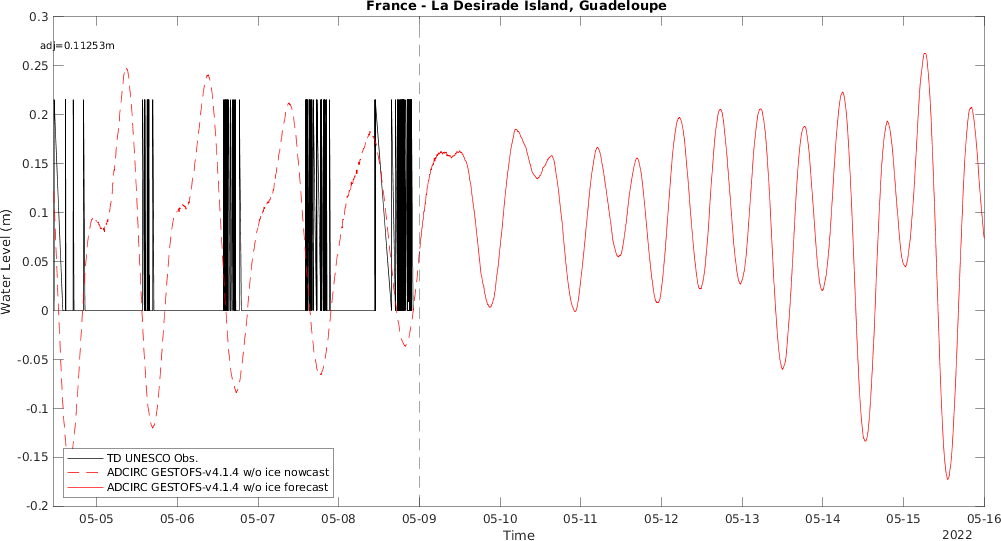 France - La Desirade Island, Guadeloupe
adj=0.11253m
0.3
0.25
0.2
0.15
0.1
0.05
0
-0.05
-0.1
-0.15
-0.2
Water Level (m)
TD UNESCO Obs.
ADCIRC GESTOFS-v4.1.4 w/o ice nowcast
ADCIRC GESTOFS-v4.1.4 w/o ice forecast
05-05 05-06 05-07 05-08 05-09 05-10 05-11 05-12 05-13 05-14 05-15 05-16
Time
2022